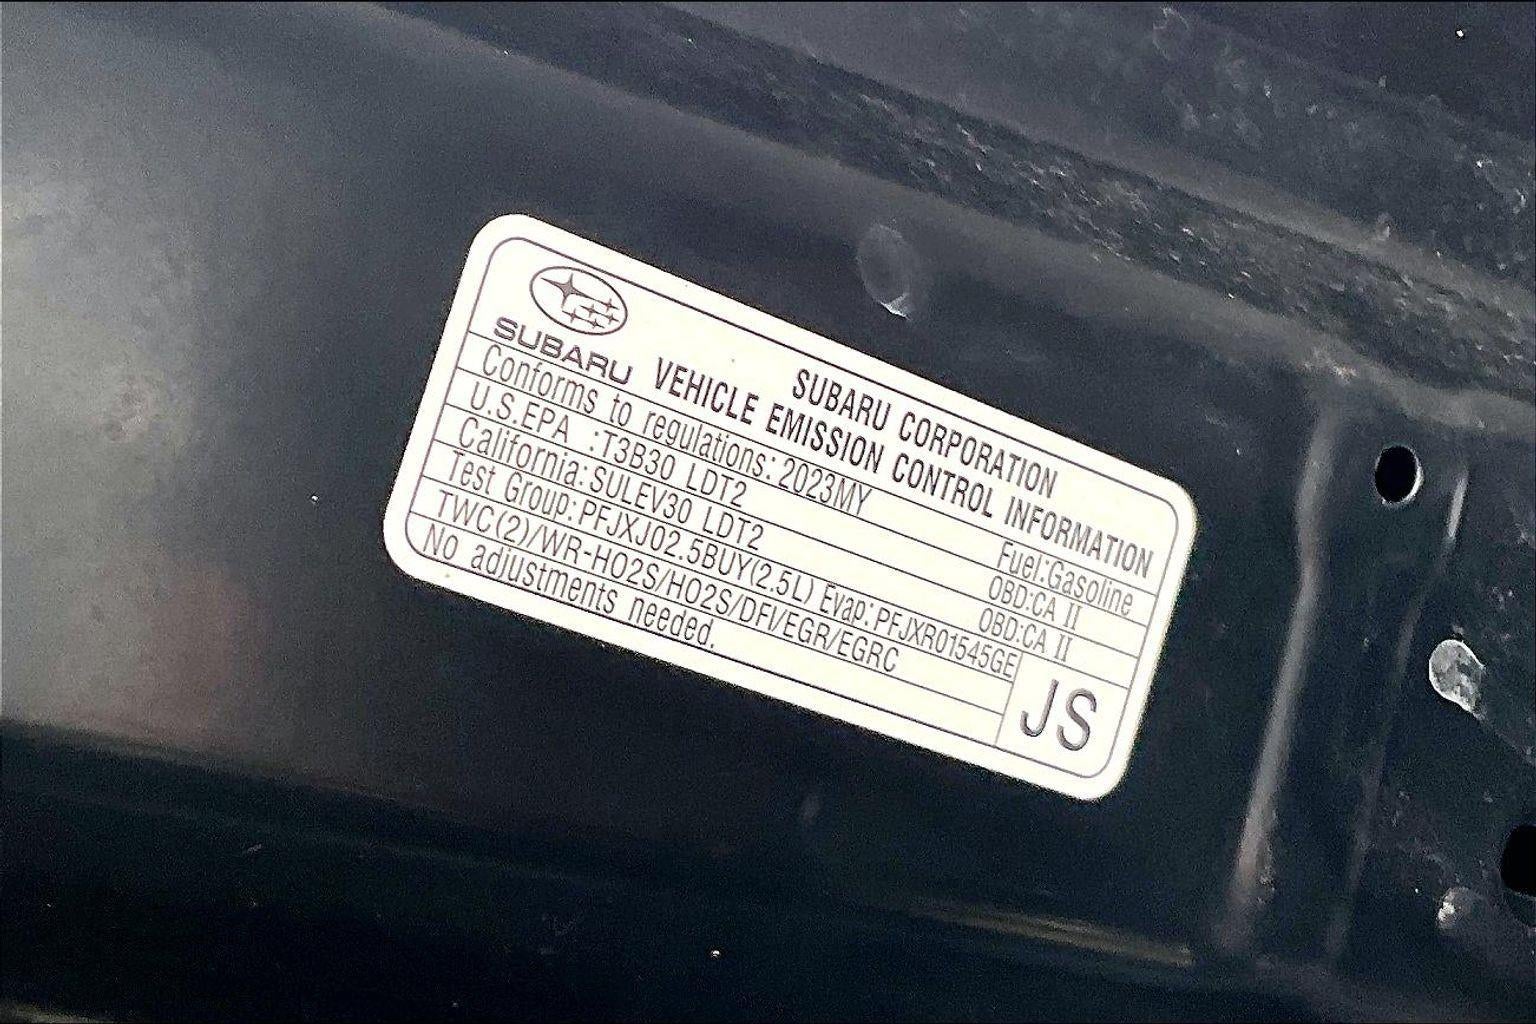 SUBARU
SUBARU CORPORATION
VEHICLE EMISSION CONTROL INFORMATION
Conforms to regulations: 2023MY Fuel:Gasoline
U.S.EPA :T3B30 LDT2 OBD:CA II
California:SULEV30 LDT2 OBD:CA II
Test Group:PFJXJ02.5BUY(2.5L) Evap:PFJXR01545GE
TWC(2)/WR-HO2S/HO2S/DFI/EGR/EGRC
No adjustments needed.
JS